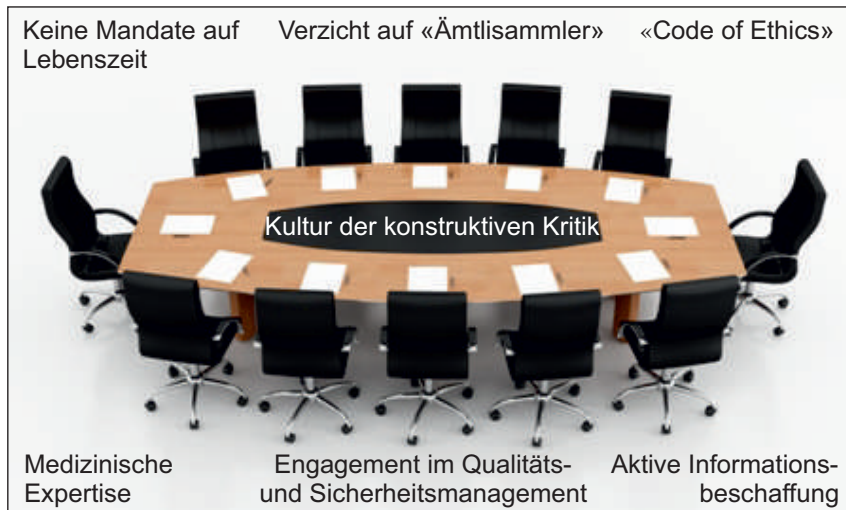 Keine Mandate auf Lebenszeit
Verzicht auf «Ämtlisammler»
«Code of Ethics»
Kultur der konstruktiven Kritik
Medizinische Expertise
Engagement im Qualitäts- und Sicherheitsmanagement
Aktive Informations-beschaffung